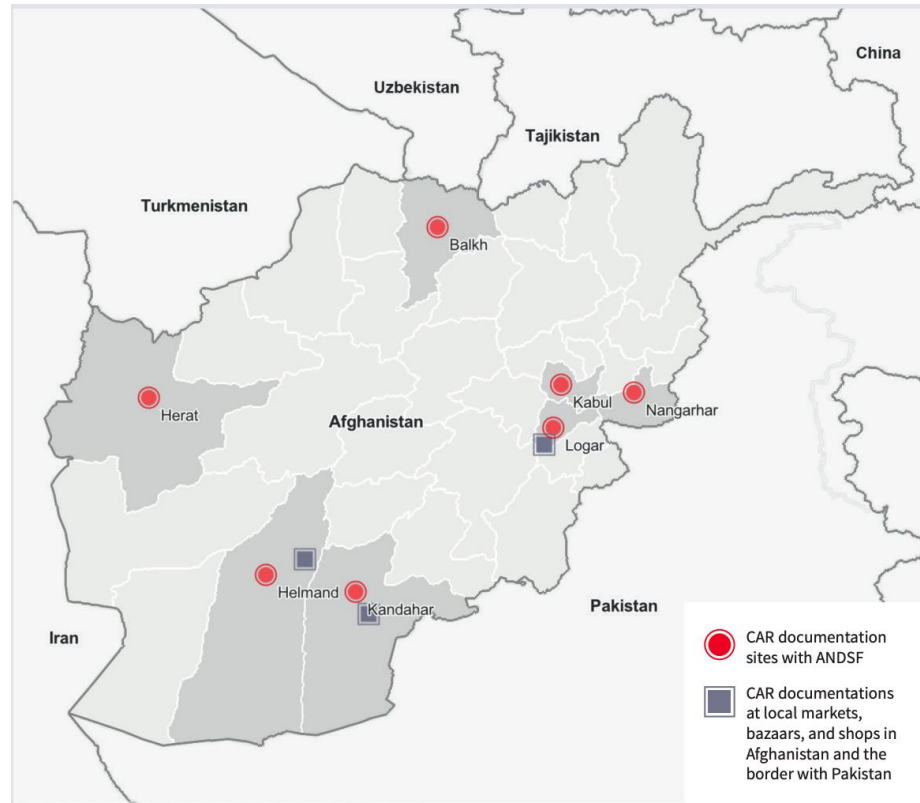 China
Uzbekistan
Tajikistan
Turkmenistan
Balkh
Kabul
Nangarhar
Herat
Afghanistan
Logar
Helmand
Kandahar
Pakistan
Iran
CAR documentation
sites with ANDSF
CAR documentations
at local markets,
bazaars, and shops in
Afghanistan and the
border with Pakistan